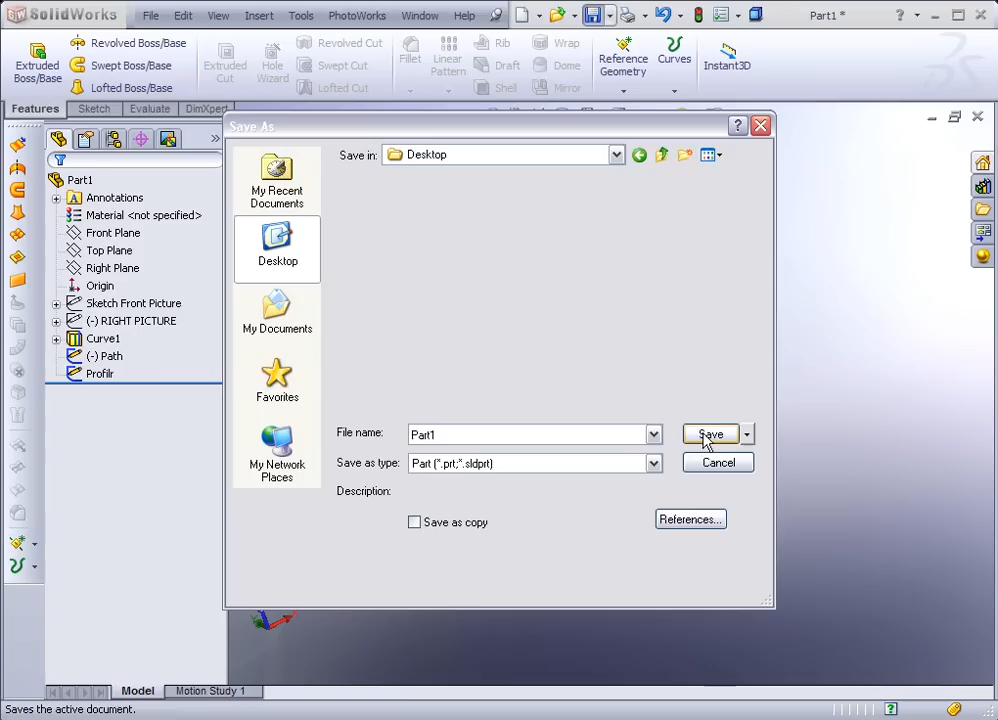 SolidWorks File Edit View Insert Tools PhotoWorks Window Help Part1 * ?
Extruded Boss/Base
Revolved Boss/Base
Swept Boss/Base
Lofted Boss/Base
Extruded Cut
Hole Wizard
Revolved Cut
Swept Cut
Lofted Cut
Fillet
Linear Pattern
Rib
Draft
Shell
Wrap
Dome
Mirror
Reference Geometry
Curves
Instant3D
Features Sketch Evaluate DimXpert
Part1
Annotations
Material <not specified>
Front Plane
Top Plane
Right Plane
Origin
Sketch Front Picture
(-) RIGHT PICTURE
Curve1
(-) Path
Profilr
Save As
Save in: Desktop
My Recent
Documents
Desktop
My Documents
Favorites
My Network
Places
File name: Part1 Save
Save as type: Part (*.prt;*.sldprt) Cancel
Description:
Save as copy References...
Model Motion Study 1
Saves the active document.